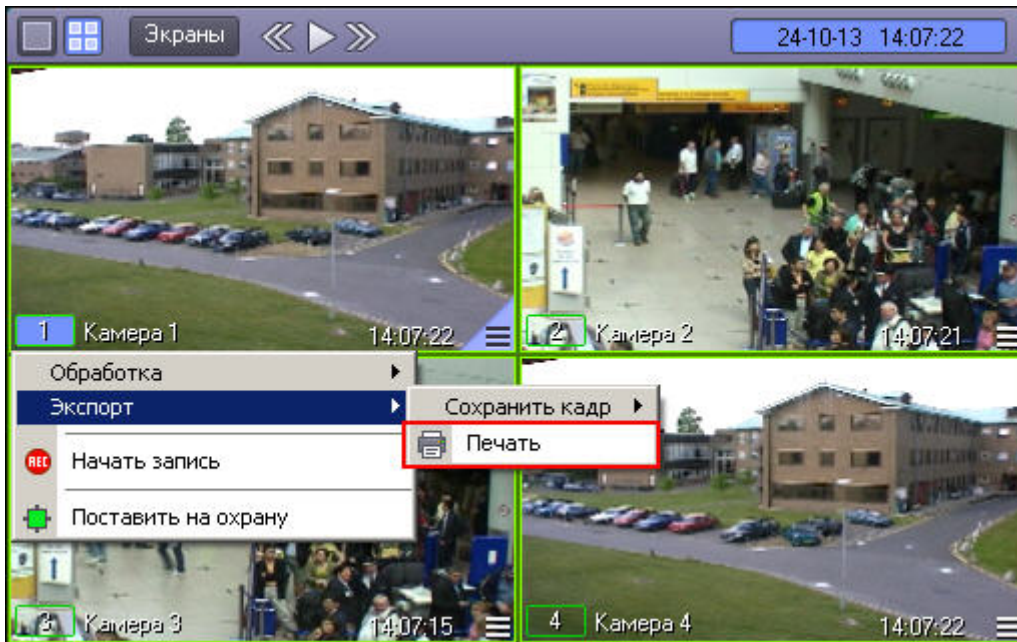 Экраны
24-10-13 14:07:22
1 Камера 1 14:07:22
2 Камера 2 14:07:21
Обработка
Экспорт
Сохранить кадр
Печать
REC Начать запись
Поставить на охрану
3 Камера 3 14:07:15
4 Камера 4 14:07:22